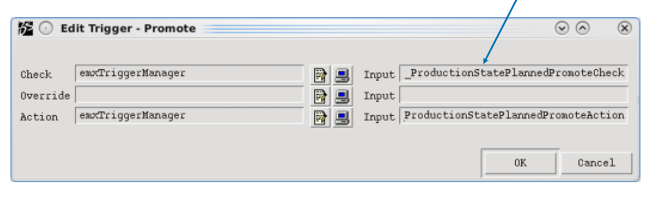 Edit Trigger - Promote
Check emxTriggerManager Input _ProductionStatePlannedPromoteCheck
Override Input
Action emxTriggerManager Input ProductionStatePlannedPromoteAction
OK Cancel